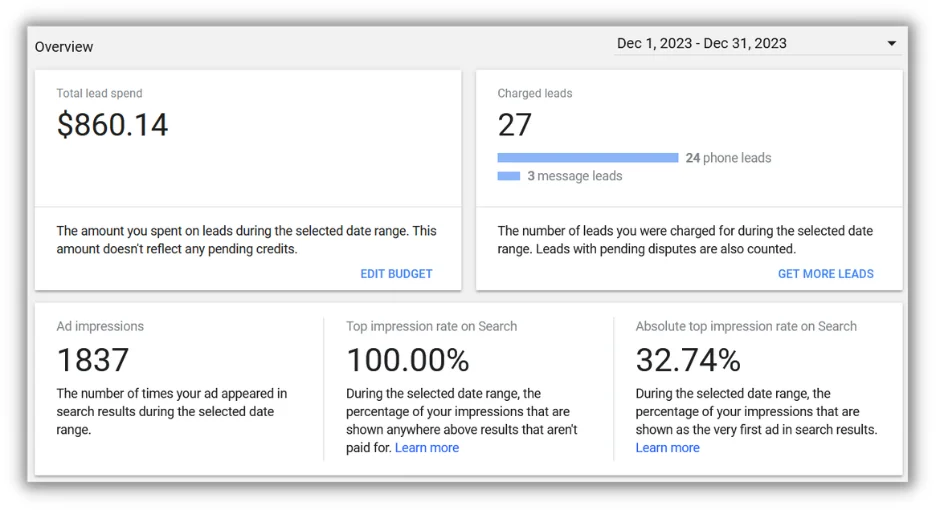 Overview
Dec 1, 2023 - Dec 31, 2023
Total lead spend
$860.14
The amount you spent on leads during the selected date range. This
amount doesn't reflect any pending credits.
EDIT BUDGET
Charged leads
27
24 phone leads
3 message leads
The number of leads you were charged for during the selected date
range. Leads with pending disputes are also counted.
GET MORE LEADS
Ad impressions
1837
The number of times your ad appeared in
search results during the selected date
range.
Top impression rate on Search
100.00%
During the selected date range, the
percentage of your impressions that are
shown anywhere above results that aren't
paid for. Learn more
Absolute top impression rate on Search
32.74%
During the selected date range, the
percentage of your impressions that are
shown as the very first ad in search results.
Learn more